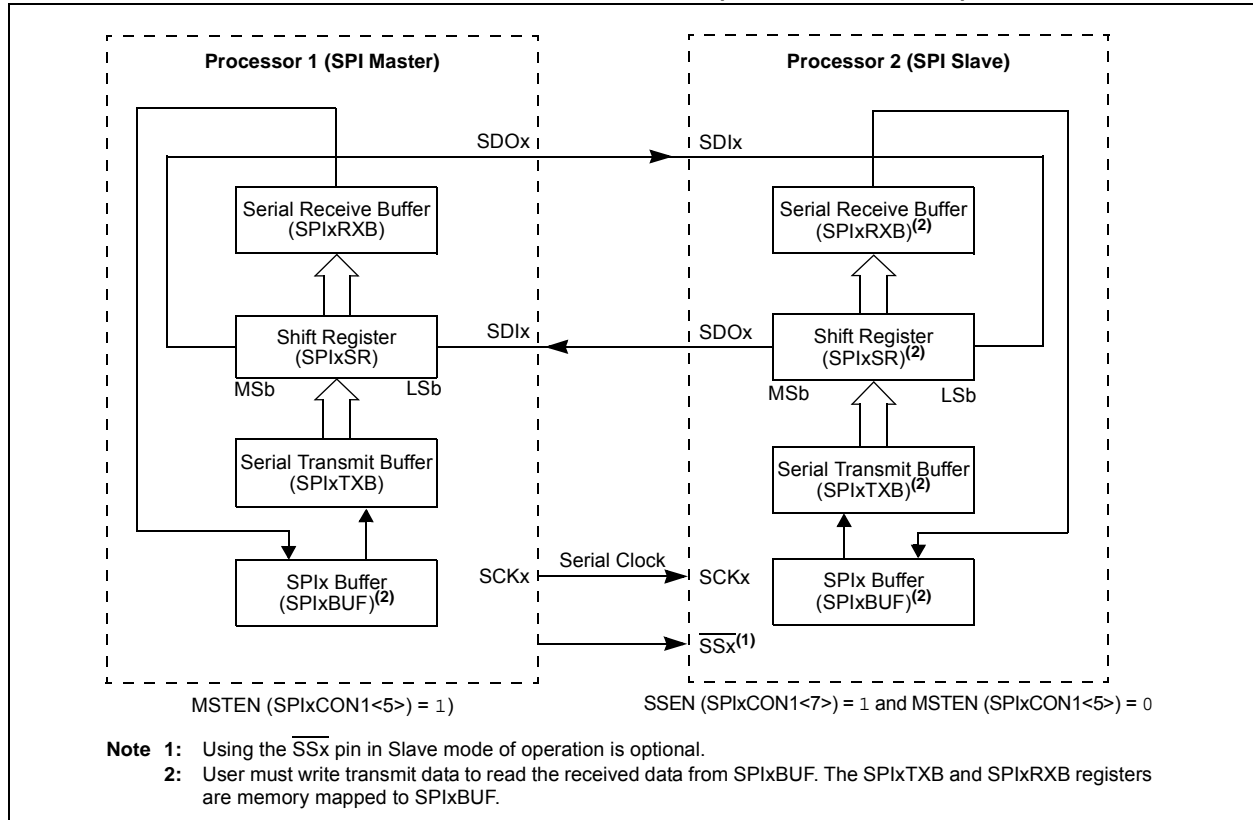 Processor 1 (SPI Master)
Processor 2 (SPI Slave)
SDOx
SDIx
Serial Receive Buffer
(SPIxRXB)
Serial Receive Buffer
(SPIxRXB)(2)
Shift Register
(SPIxSR)
MSb
LSb
SDIx
SDOx
Shift Register
(SPIxSR)(2)
MSb
LSb
Serial Transmit Buffer
(SPIxTXB)
Serial Transmit Buffer
(SPIxTXB)(2)
SPIx Buffer
(SPIxBUF)(2)
SCKx
Serial Clock
SCKx
SPIx Buffer
(SPIxBUF)(2)
SSx(1)
MSTEN (SPIxCON1<5>) = 1)
SSEN (SPIxCON1<7>) = 1 and MSTEN (SPIxCON1<5>) = 0
Note 1: Using the SSx pin in Slave mode of operation is optional.
2: User must write transmit data to read the received data from SPIxBUF. The SPIxTXB and SPIxRXB registers
are memory mapped to SPIxBUF.